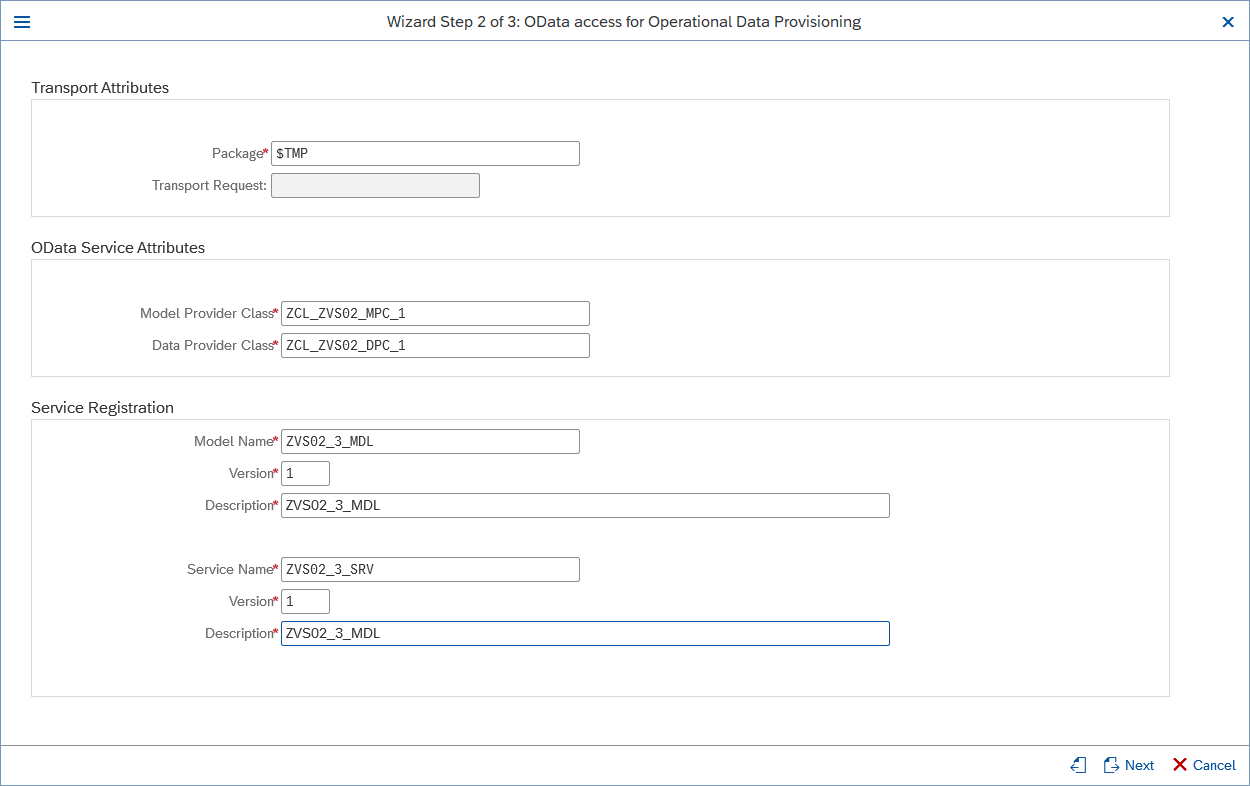 Wizard Step 2 of 3: OData access for Operational Data Provisioning
Transport Attributes
Package* $TMP
Transport Request:
OData Service Attributes
Model Provider Class* ZCL_ZVS02_MPC_1
Data Provider Class* ZCL_ZVS02_DPC_1
Service Registration
Model Name* ZVS02_3_MDL
Version* 1
Description* ZVS02_3_MDL
Service Name* ZVS02_3_SRV
Version* 1
Description* ZVS02_3_MDL
Next Cancel